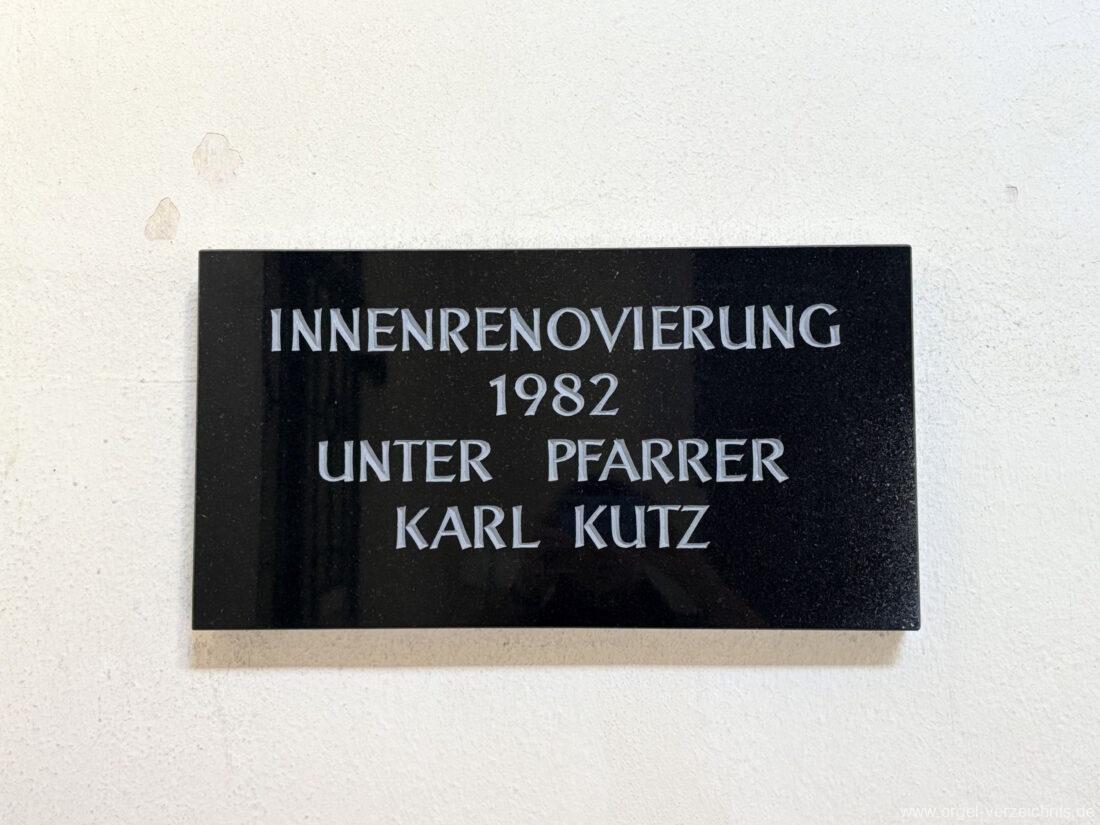 INNENRENOVIERUNG
1982
UNTER PFARRER
KARL KUTZ
www.orgel-verzeichnis.de